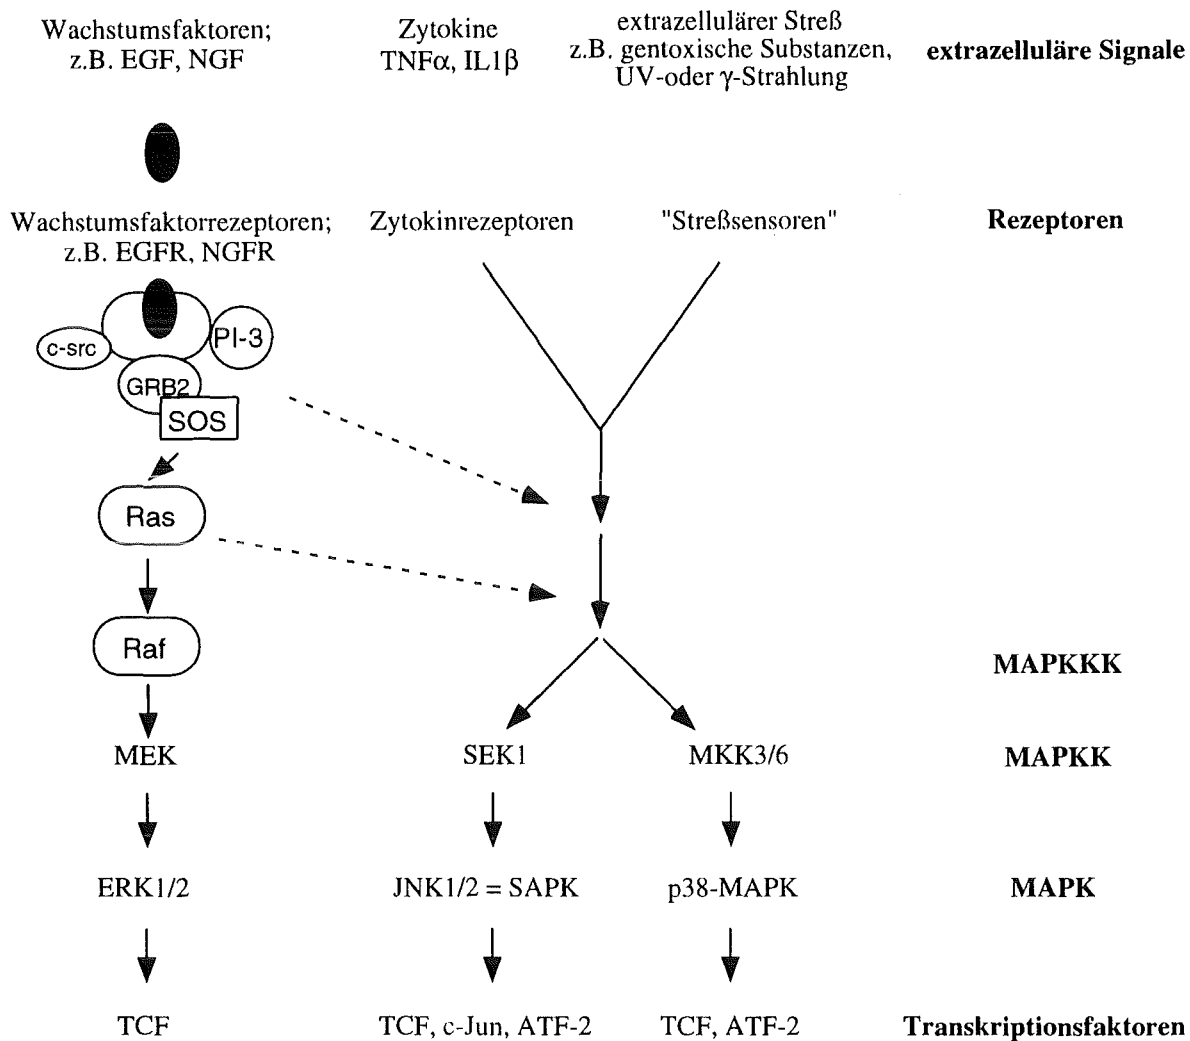 Wachstumsfaktoren;
z.B. EGF, NGF
Zytokine
TNFα, IL1β
extrazellulärer Streß
z.B. gentoxische Substanzen,
UV-oder γ-Strahlung
extrazelluläre Signale
Wachstumsfaktorrezeptoren;
z.B. EGFR, NGFR
Zytokinrezeptoren
"Streßsensoren"
Rezeptoren
c-src
PI-3
GRB2
SOS
Ras
Raf
MAPKKK
MEK
SEK1
MKK3/6
MAPKK
ERK1/2
JNK1/2 = SAPK
p38-MAPK
MAPK
TCF
TCF, c-Jun, ATF-2
TCF, ATF-2
Transkriptionsfaktoren